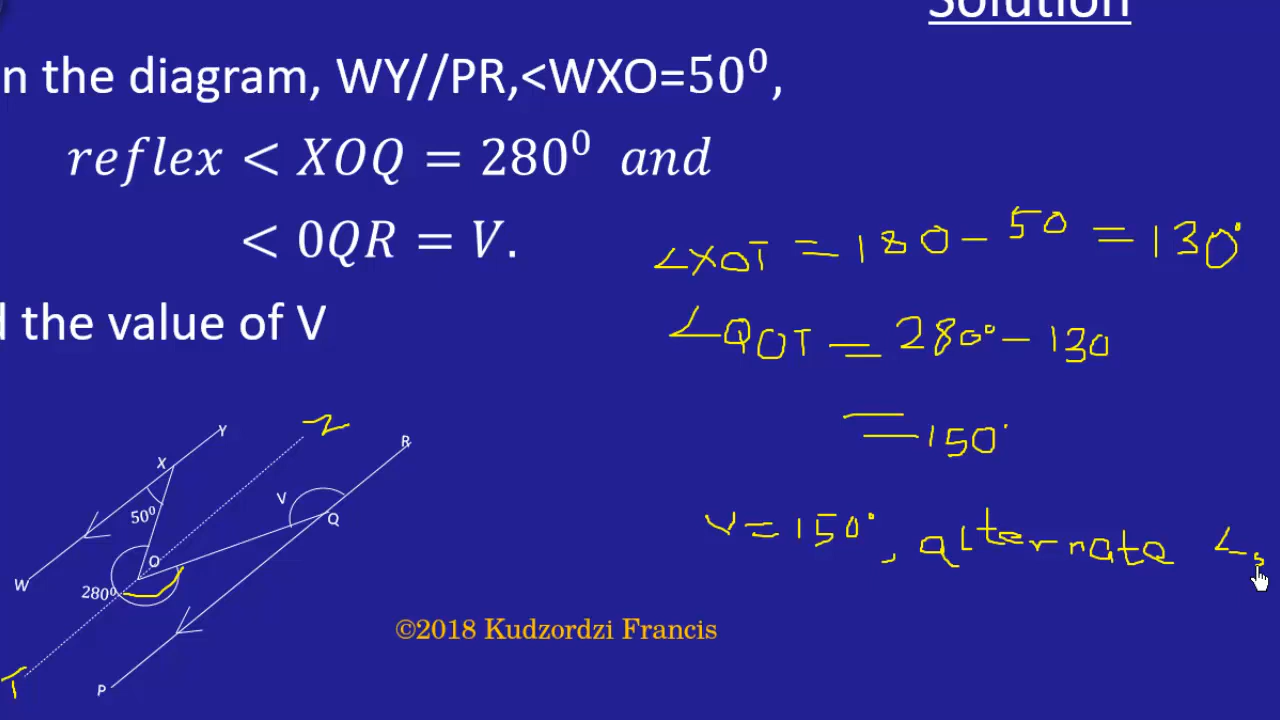 Solution
n the diagram, WY//PR,<WXO=50⁰,
reflex < XOQ = 280⁰ and
< 0QR = V.
d the value of V
∠XOT = 180 - 50 = 130°
∠QOT = 280° - 130
= 150°
V = 150°, alternate ∠s
Y
Z
R
X
50⁰
V
Q
O
W
280⁰
T
P
©2018 Kudzordzi Francis